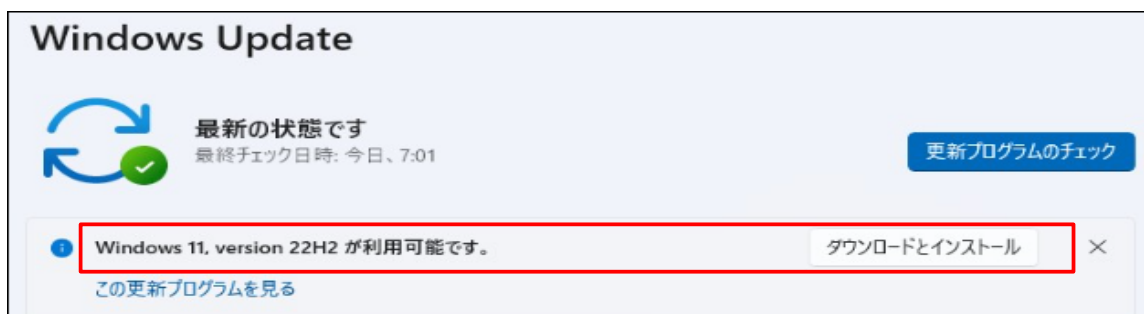 Windows Update
最新の状態です
最終チェック日時: 今日、7:01
更新プログラムのチェック
Windows 11, version 22H2 が利用可能です。
ダウンロードとインストール
この更新プログラムを見る